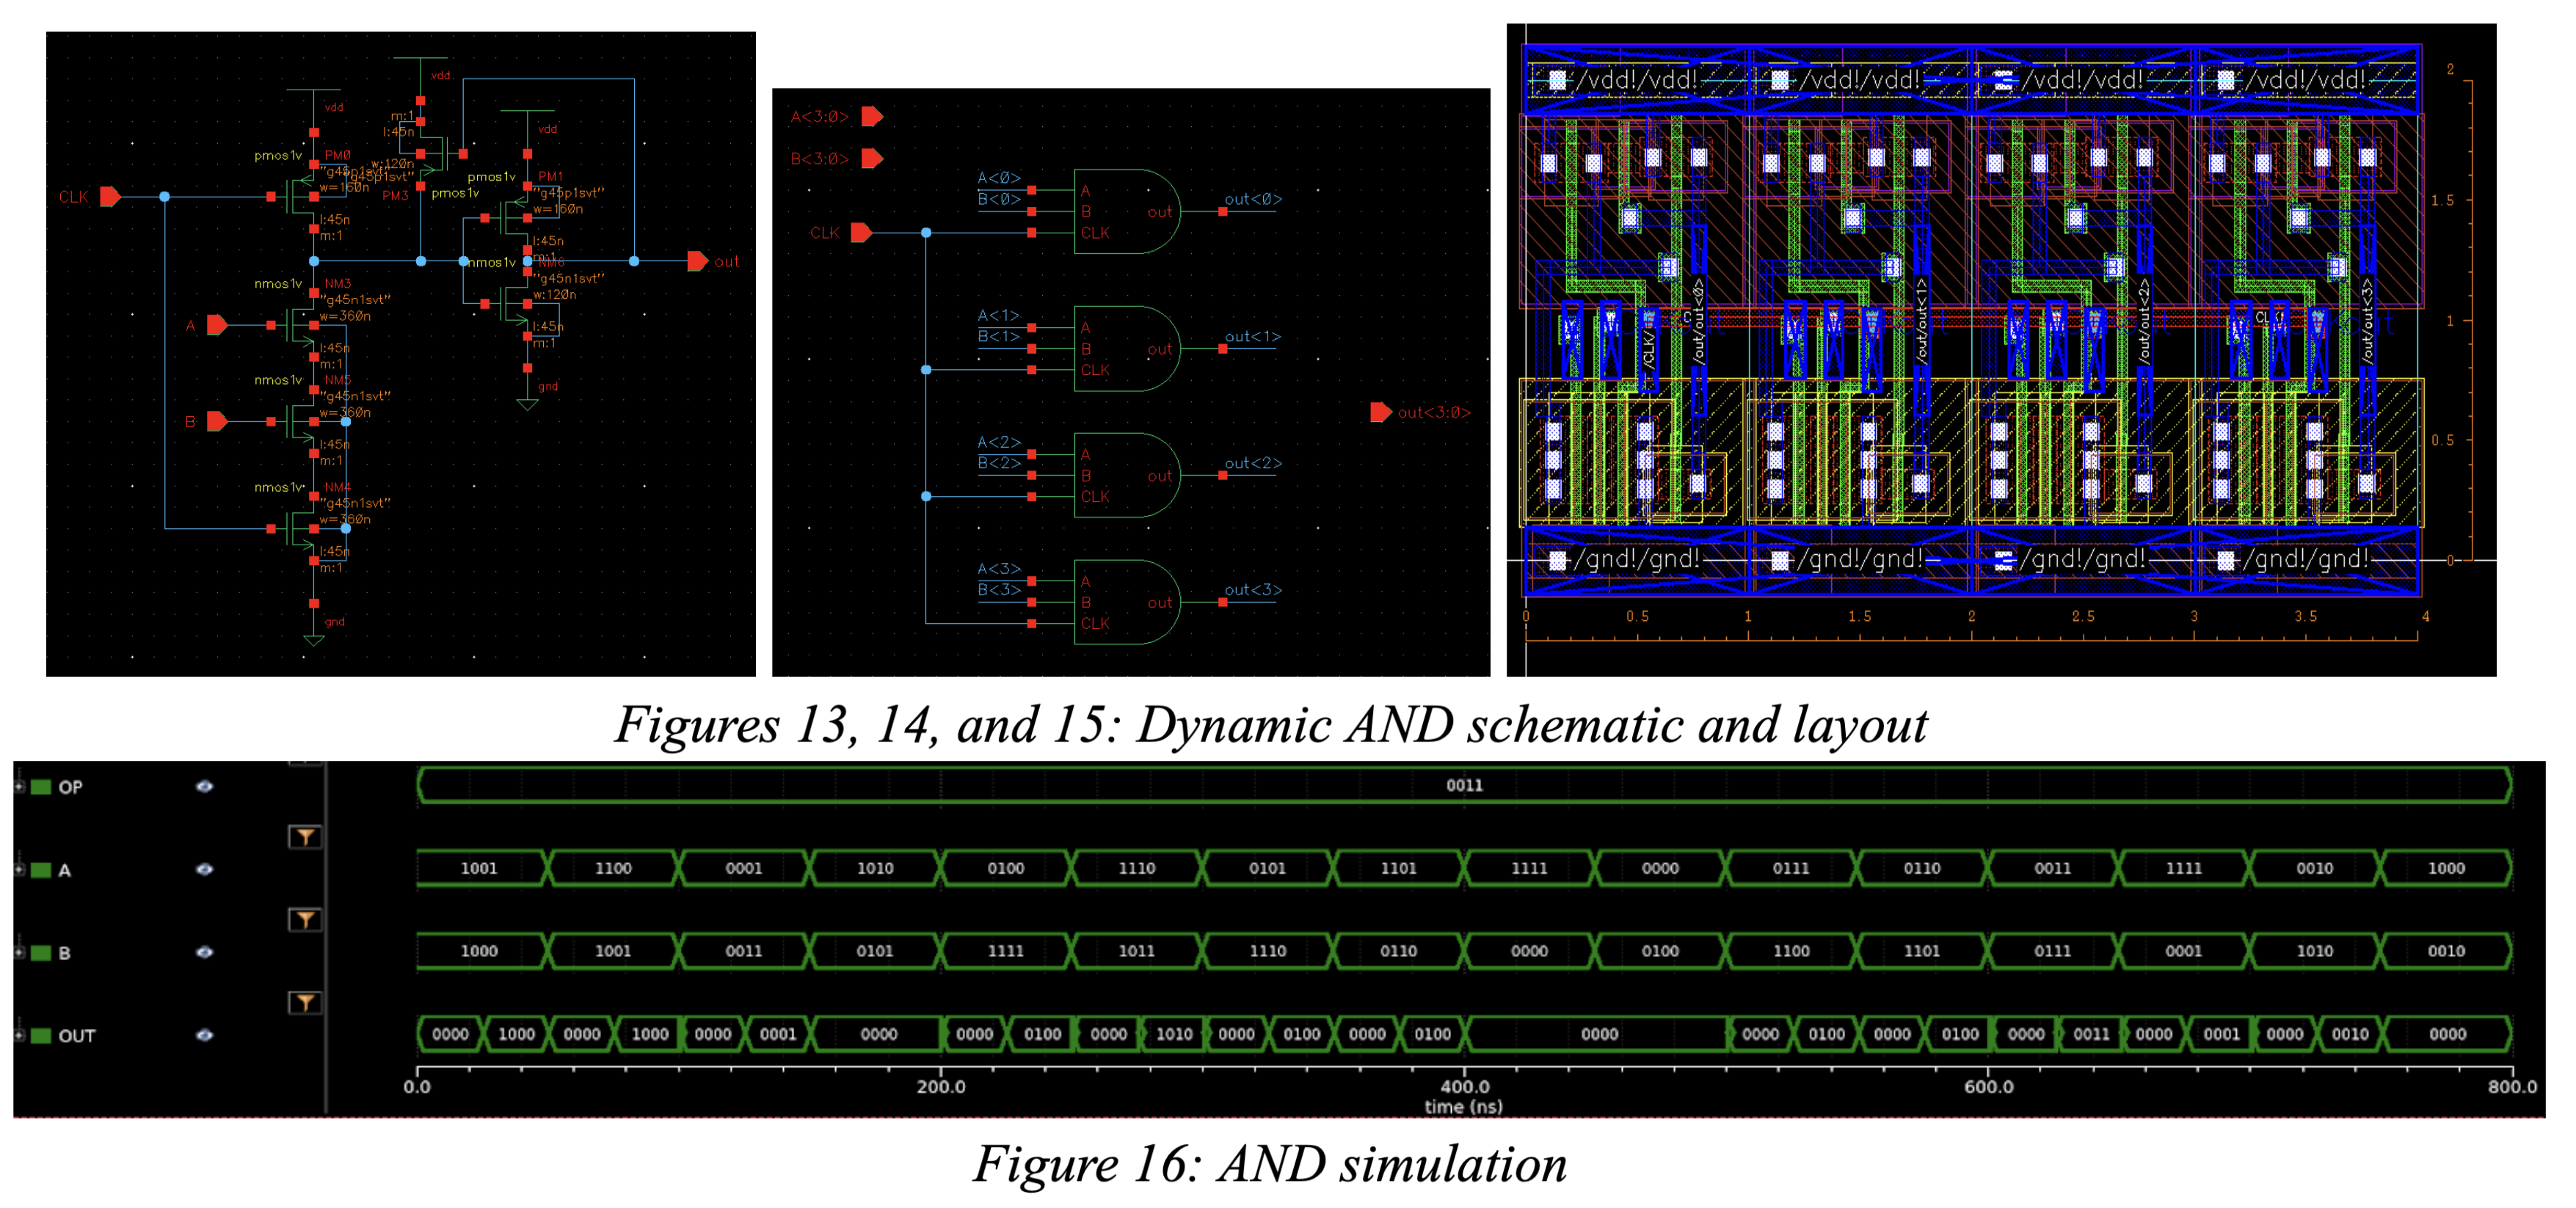 vdd
vdd
m:1
l:45n
vdd
pmos1v
PM0
w:120n
"g45p1svt"
w=160n
PM3
pmos1v
pmos1v
PM1
"g45p1svt"
w=160n
CLK
l:45n
m:1
l:45n
m:1
out
nmos1v
NM6
"g45n1svt"
w:120n
nmos1v
NM3
"g45n1svt"
w=360n
A
l:45n
m:1
l:45n
m:1
gnd
nmos1v
NM5
"g45n1svt"
w=360n
B
l:45n
m:1
nmos1v
NM4
"g45n1svt"
w=360n
l:45n
m:1
gnd
A<3:0>
B<3:0>
CLK
A<0>
B<0>
A
B
CLK
out
out<0>
A<1>
B<1>
A
B
CLK
out
out<1>
A<2>
B<2>
A
B
CLK
out
out<2>
A<3>
B<3>
A
B
CLK
out
out<3>
out<3:0>
/vdd!/vdd! /vdd!/vdd! /vdd!/vdd! /vdd!/vdd!
/CLK/
/out/out<0>
/out/out<1>
/out/out<2>
/out/out<3>
/gnd!/gnd! /gnd!/gnd! /gnd!/gnd! /gnd!/gnd!
2
1.5
1
0.5
0
0 0.5 1 1.5 2 2.5 3 3.5 4
Figures 13, 14, and 15: Dynamic AND schematic and layout
OP 0011
A 1001 1100 0001 1010 0100 1110 0101 1101 1111 0000 0111 0110 0011 1111 0010 1000
B 1000 1001 0011 0101 1111 1011 1110 0110 0000 0100 1100 1101 0111 0001 1010 0010
OUT 0000 1000 0000 1000 0000 0001 0000 0000 0100 0000 1010 0000 0100 0000 0100 0000 0000 0100 0000 0100 0000 0011 0000 0001 0000 0010 0000
0.0 200.0 400.0 600.0 800.0
time (ns)
Figure 16: AND simulation